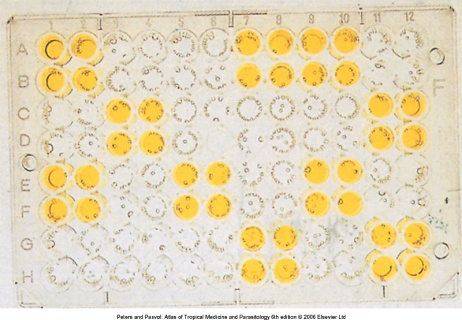 1 2 3 4 5 6 7 8 9 10 11 12
A
B
C
D
E
F
G
H
F
Peters and Pasvol: Atlas of Tropical Medicine and Parasitology 6th edition © 2006 Elsevier Ltd